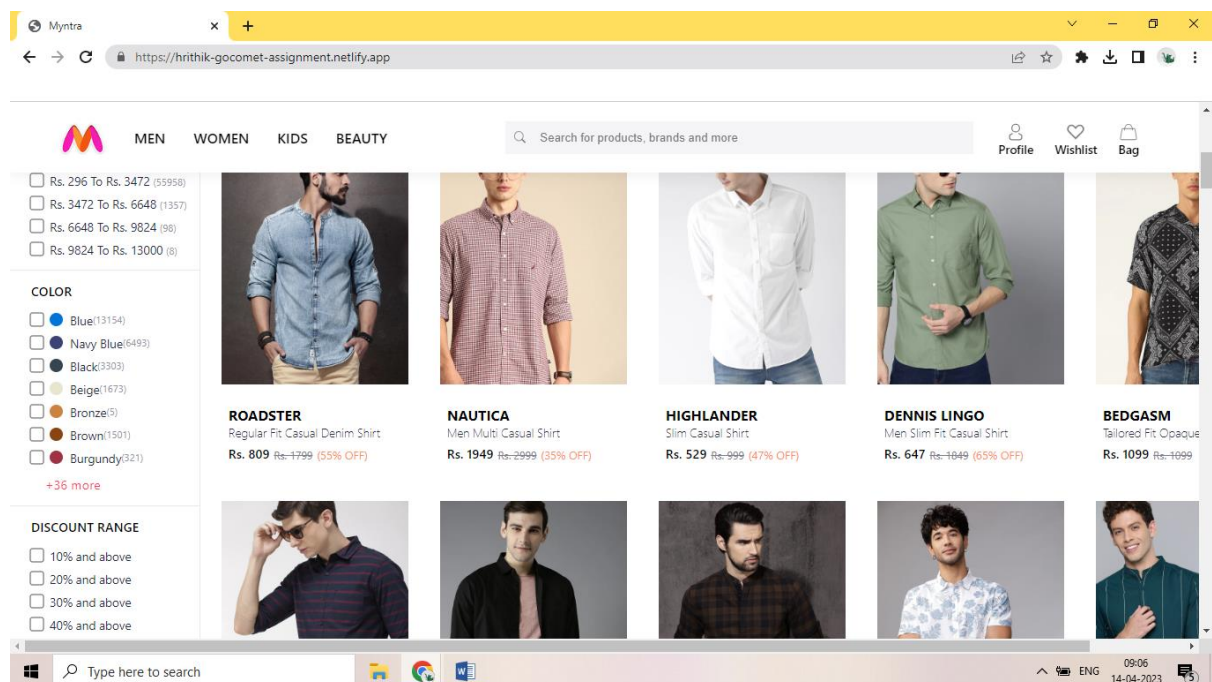 Myntra
https://hrithik-gocomet-assignment.netlify.app
MEN WOMEN KIDS BEAUTY
Search for products, brands and more
Profile Wishlist Bag
Rs. 296 To Rs. 3472 (55958)
Rs. 3472 To Rs. 6648 (1357)
Rs. 6648 To Rs. 9824 (98)
Rs. 9824 To Rs. 13000 (8)
COLOR
Blue(13154)
Navy Blue(6493)
Black(3303)
Beige(1673)
Bronze(5)
Brown(1501)
Burgundy(321)
+36 more
DISCOUNT RANGE
10% and above
20% and above
30% and above
40% and above
ROADSTER
Regular Fit Casual Denim Shirt
Rs. 809 Rs. 1799 (55% OFF)
NAUTICA
Men Multi Casual Shirt
Rs. 1949 Rs. 2999 (35% OFF)
HIGHLANDER
Slim Casual Shirt
Rs. 529 Rs. 999 (47% OFF)
DENNIS LINGO
Men Slim Fit Casual Shirt
Rs. 647 Rs. 1849 (65% OFF)
BEDGASM
Tailored Fit Opaque
Rs. 1099 Rs. 1099
Type here to search
W
ENG
09:06
14-04-2023
5